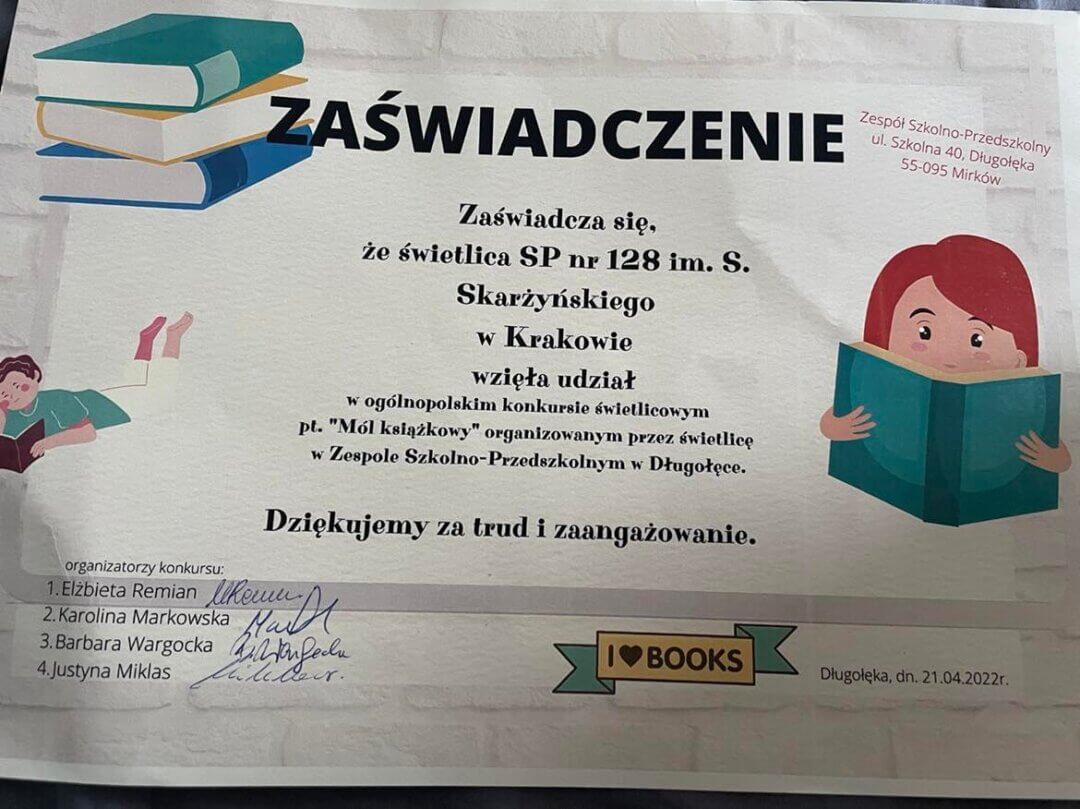 ZAŚWIADCZENIE
Zespół Szkolno-Przedszkolny
ul. Szkolna 40, Długołęka
55-095 Mirków
Zaświadcza się,
że świetlica SP nr 128 im. S.
Skarżyńskiego
w Krakowie
wzięła udział
w ogólnopolskim konkursie świetlicowym
pt. "Mól książkowy" organizowanym przez świetlicę
w Zespole Szkolno-Przedszkolnym w Długołęce.
Dziękujemy za trud i zaangażowanie.
organizatorzy konkursu:
1.Elżbieta Remian
2.Karolina Markowska
3.Barbara Wargocka
4.Justyna Miklas
I♥BOOKS
Długołęka, dn. 21.04.2022r.